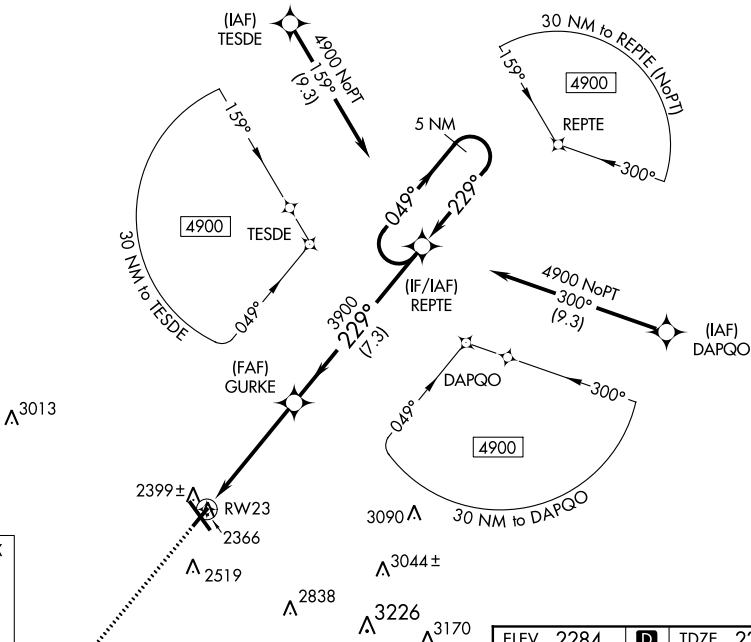 (IAF)
TESDE
4900 NoPT
159°
(9.3)
30 NM to REPTE (NoPT)
159°
4900
REPTE
300°
5 NM
049°
229°
159°
4900
TESDE
30 NM to TESDE
049°
(IF/IAF)
REPTE
4900 NoPT
300°
(9.3)
(IAF)
DAPQO
3900
229°
(7.3)
(FAF)
GURKE
DAPQO
300°
049°
4900
30 NM to DAPQO
3013
2399±
RW23
2366
2519
3090
3044±
2838
3226
3170
ELEV 2284
D
TDZE